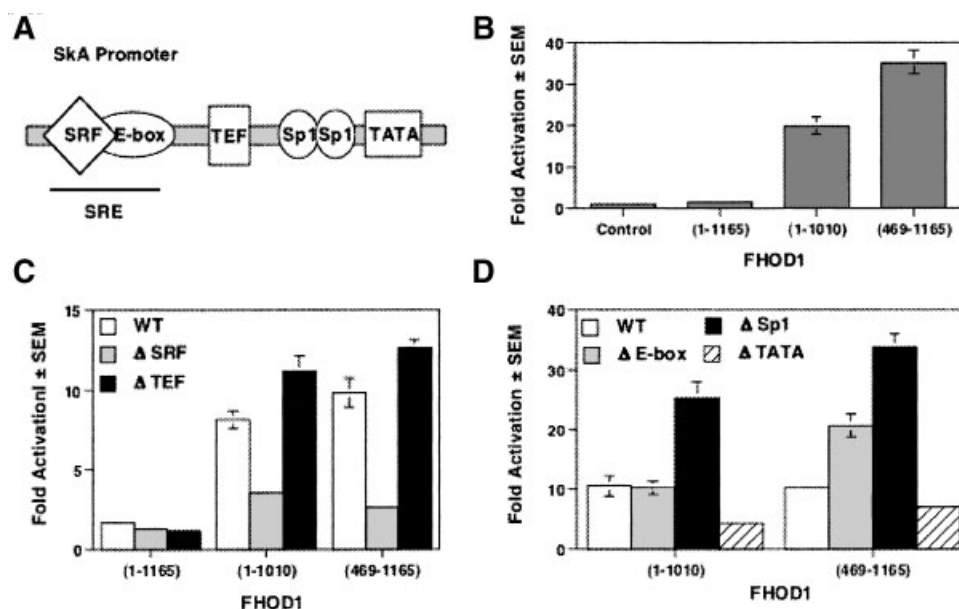 A
SkA Promoter
SRF E-box TEF Sp1 Sp1 TATA
SRE
B
Fold Activation ± SEM
40
30
20
10
0
Control (1-1165) (1-1010) (469-1165)
FHOD1
C
Fold Activationl ± SEM
15
10
5
0
WT
Δ SRF
Δ TEF
(1-1165) (1-1010) (469-1165)
FHOD1
D
Fold Activation ± SEM
40
30
20
10
0
WT Δ Sp1
Δ E-box Δ TATA
(1-1010) (469-1165)
FHOD1